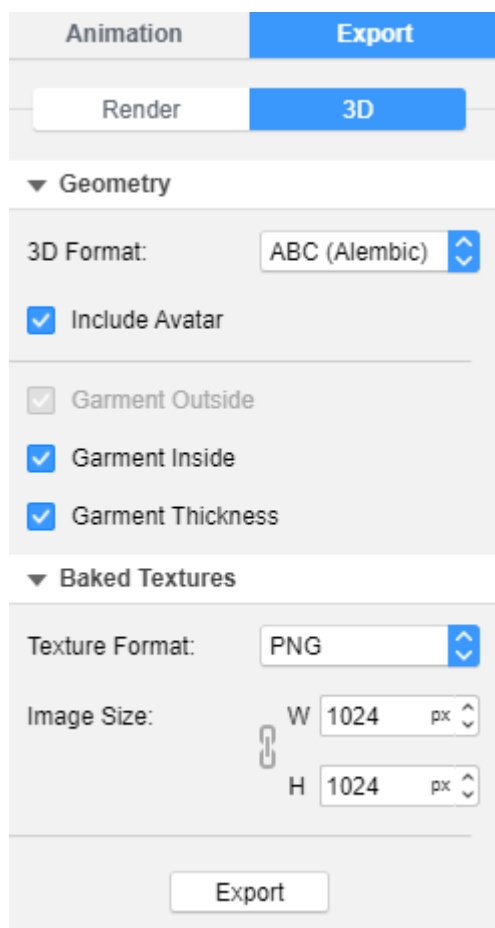 Animation Export
Render 3D
Geometry
3D Format: ABC (Alembic)
Include Avatar
Garment Outside
Garment Inside
Garment Thickness
Baked Textures
Texture Format: PNG
Image Size: W 1024 px
H 1024 px
Export